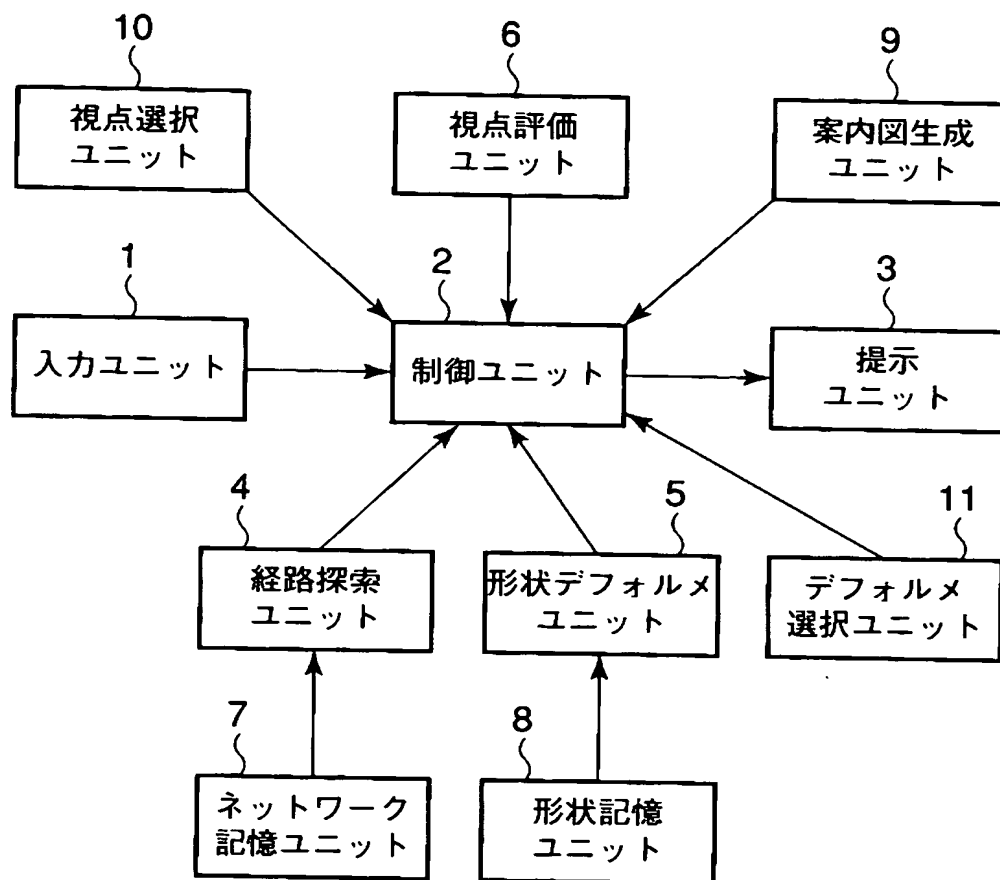 10
視点選択
ユニット
6
視点評価
ユニット
9
案内図生成
ユニット
1
入力ユニット
2
制御ユニット
3
提示
ユニット
4
経路探索
ユニット
5
形状デフォルメ
ユニット
11
デフォルメ
選択ユニット
7
ネットワーク
記憶ユニット
8
形状記憶
ユニット